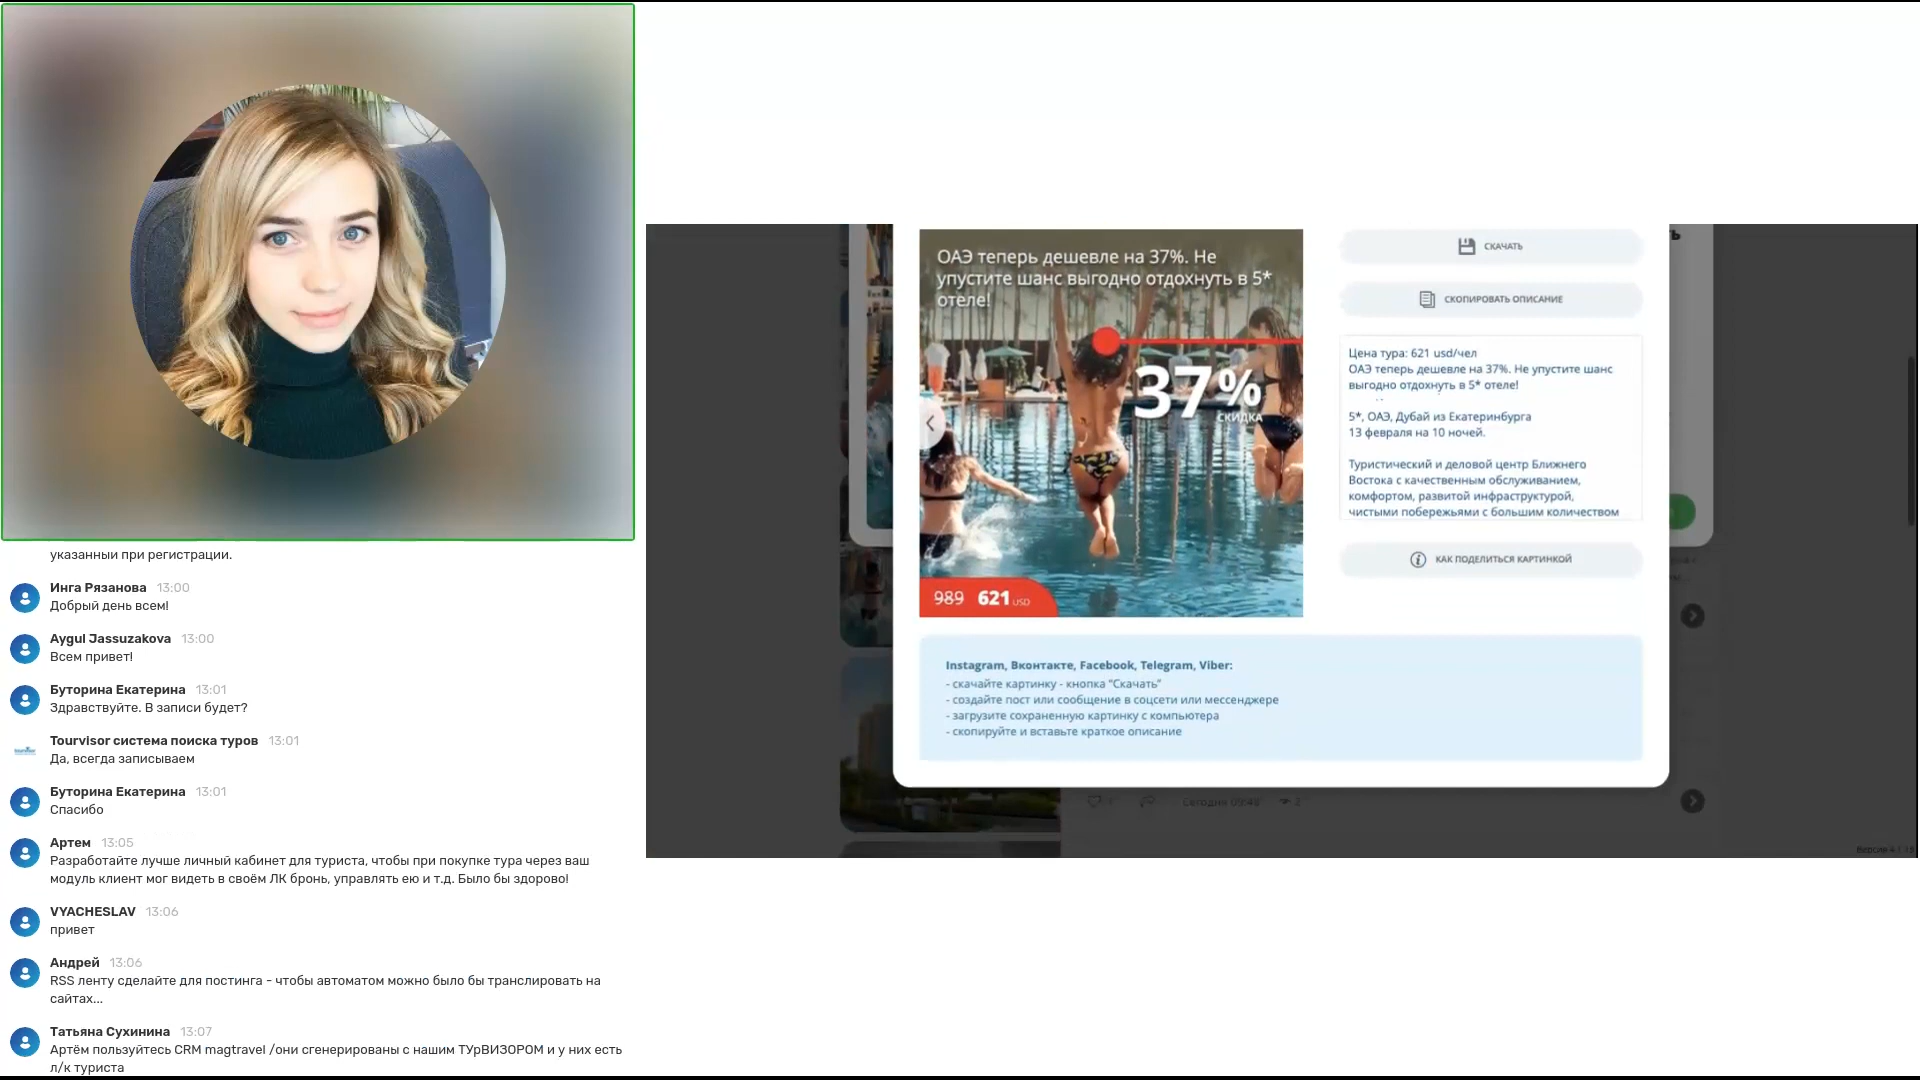 указанный при регистрации.
Инга Рязанова 13:00
Добрый день всем!
Aygul Jassuzakova 13:00
Всем привет!
Буторина Екатерина 13:01
Здравствуйте. В записи будет?
Tourvisor система поиска туров 13:01
Да, всегда записываем
Буторина Екатерина 13:01
Спасибо
Артем 13:05
Разработайте лучше личный кабинет для туриста, чтобы при покупке тура через ваш
модуль клиент мог видеть в своём ЛК бронь, управлять ею и т.д. Было бы здорово!
VYACHESLAV 13:06
привет
Андрей 13:06
RSS ленту сделайте для постинга - чтобы автоматом можно было бы транслировать на
сайтах...
Татьяна Сухинина 13:07
Артём пользуйтесь CRM magtravel /они сгенерированы с нашим ТУрВИЗОРОМ и у них есть
л/к туриста
ОАЭ теперь дешевле на 37%. Не
упустите шанс выгодно отдохнуть в 5*
отеле!
37%
СКИДКА
989 621 USD
СКАЧАТЬ
СКОПИРОВАТЬ ОПИСАНИЕ
Цена тура: 621 usd/чел
ОАЭ теперь дешевле на 37%. Не упустите шанс
выгодно отдохнуть в 5* отеле!
5*, ОАЭ, Дубай из Екатеринбурга
13 февраля на 10 ночей.
Туристический и деловой центр Ближнего
Востока с качественным обслуживанием,
комфортом, развитой инфраструктурой,
чистыми побережьями с большим количеством
КАК ПОДЕЛИТЬСЯ КАРТИНКОЙ
Instagram, Вконтакте, Facebook, Telegram, Viber:
- скачайте картинку - кнопка "Скачать"
- создайте пост или сообщение в соцсети или мессенджере
- загрузите сохраненную картинку с компьютера
- скопируйте и вставьте краткое описание
Сегодня 09:48